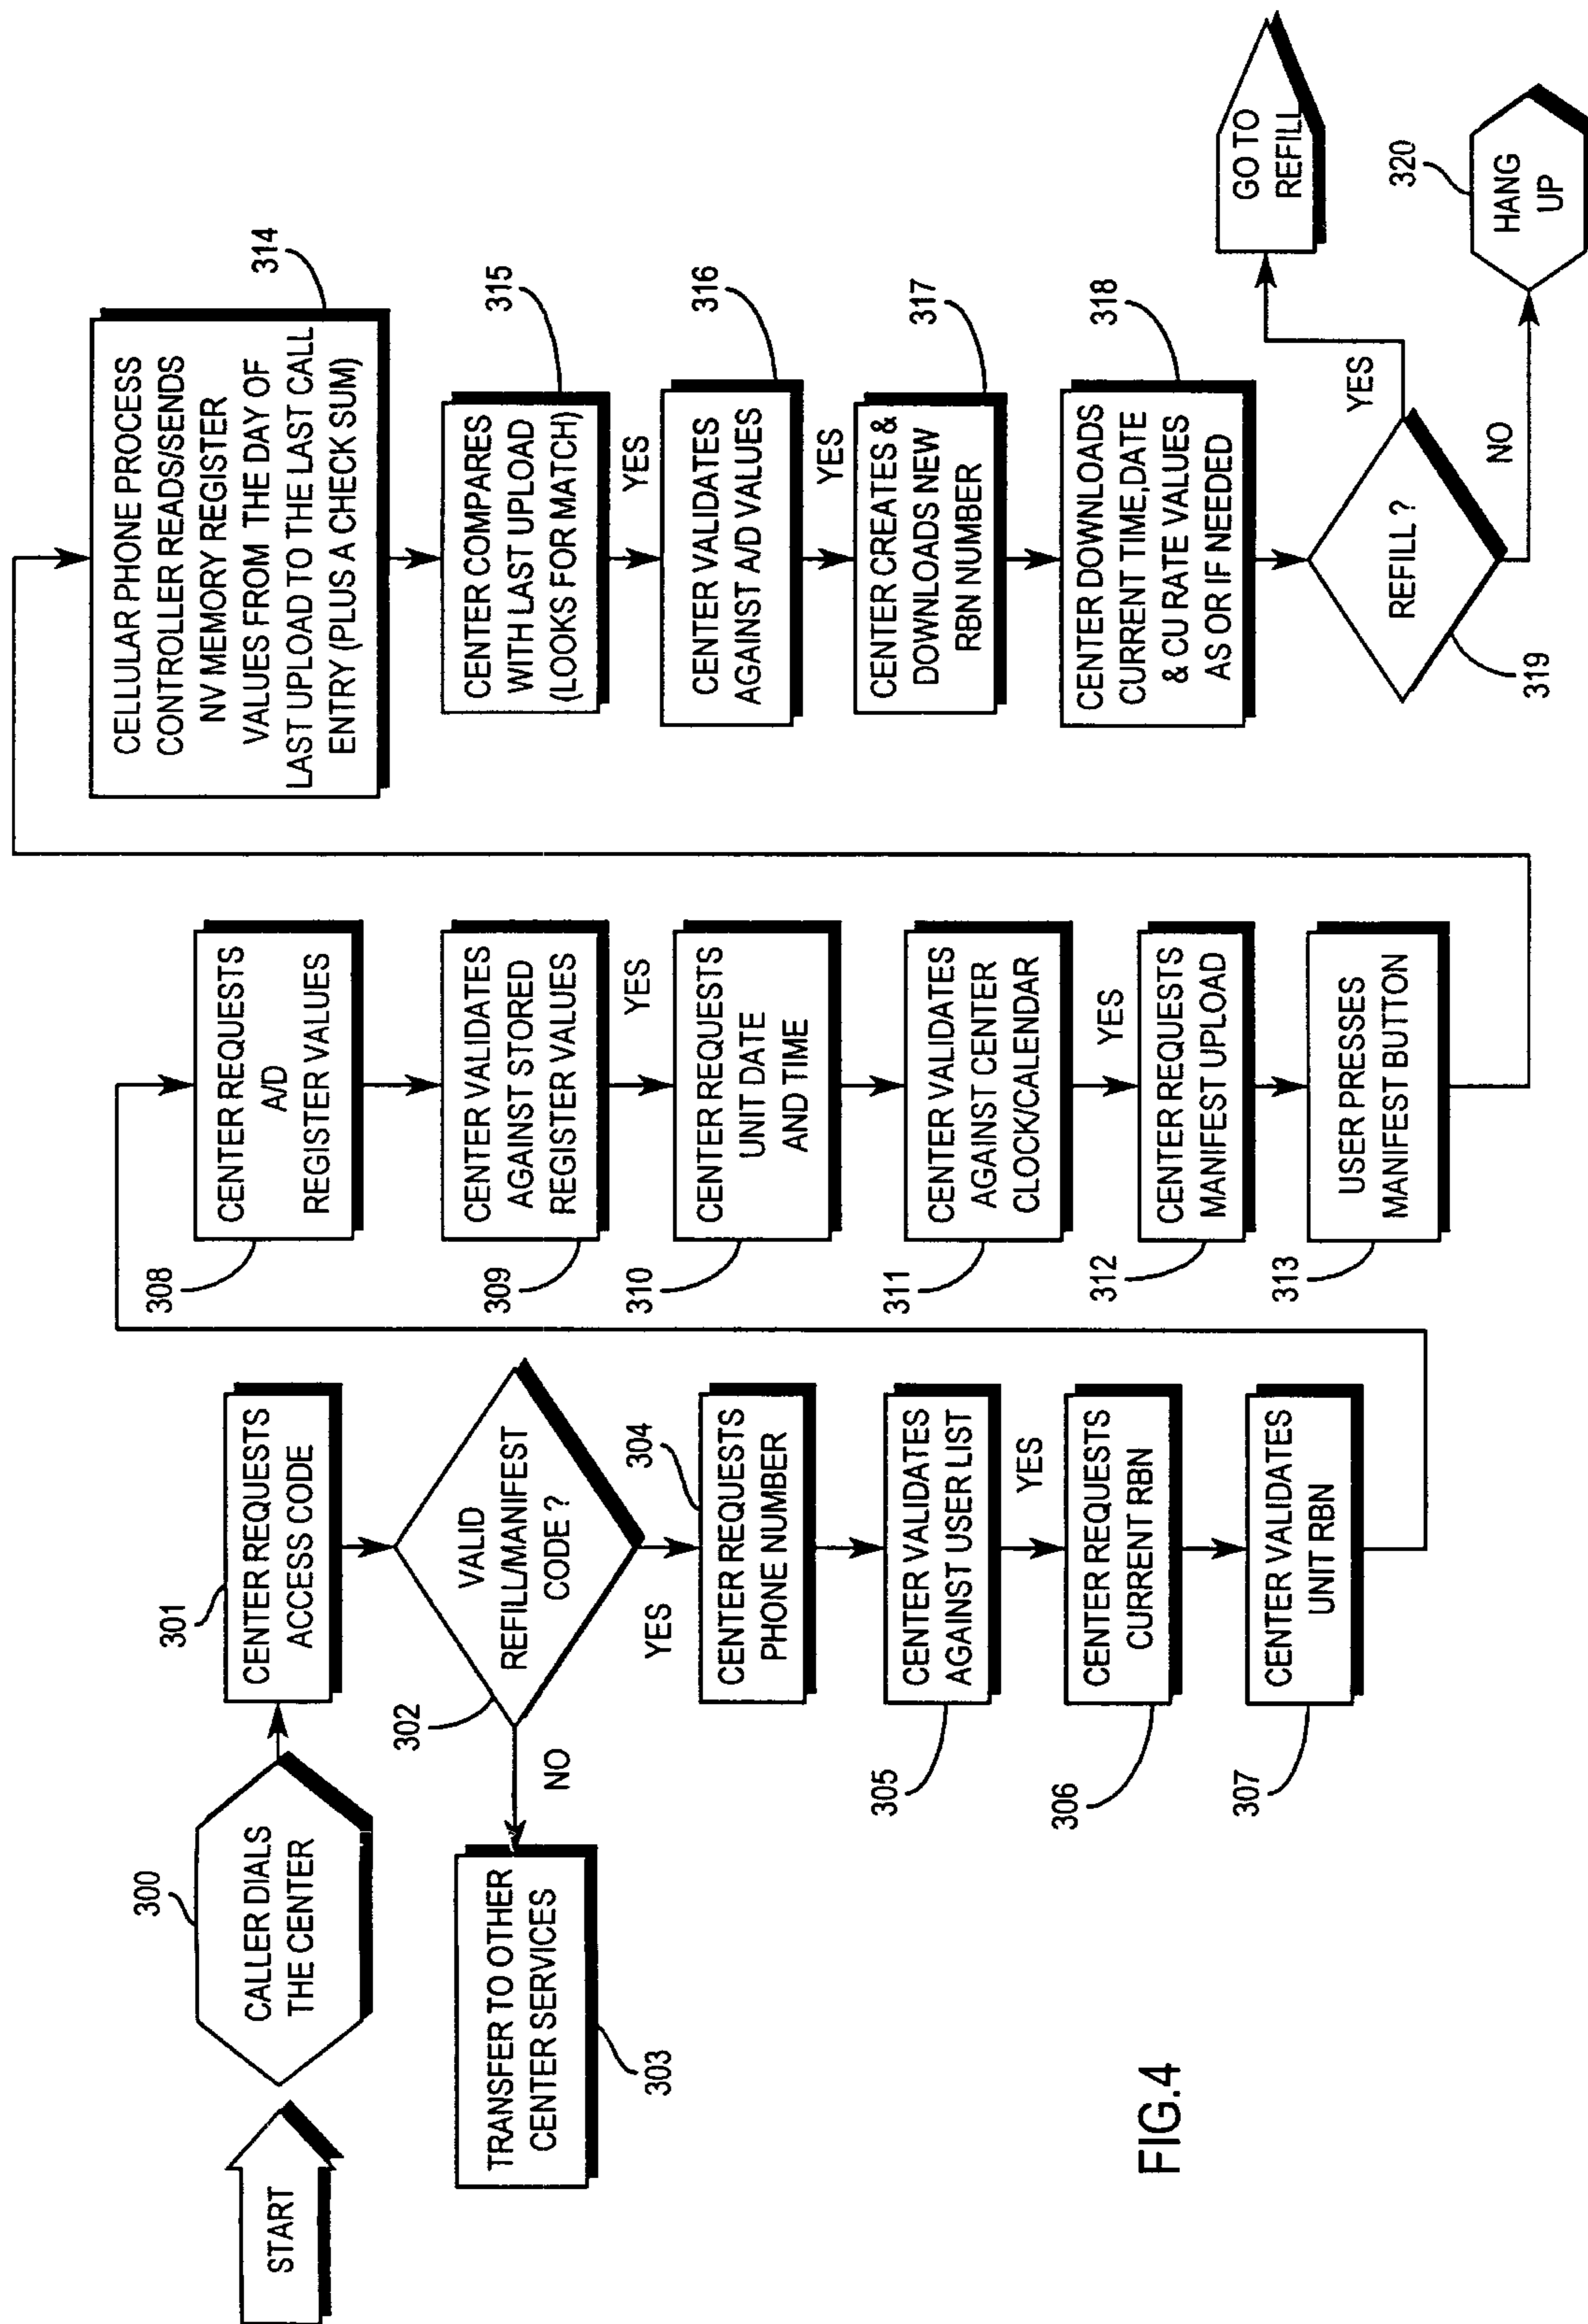 START
300
CALLER DIALS
THE CENTER
301
CENTER REQUESTS
ACCESS CODE
302
VALID
REFILL/MANIFEST
CODE ?
NO
TRANSFER TO OTHER
CENTER SERVICES
303
YES
304
CENTER REQUESTS
PHONE NUMBER
CENTER VALIDATES
AGAINST USER LIST
305
YES
CENTER REQUESTS
CURRENT RBN
306
CENTER VALIDATES
UNIT RBN
307
CENTER REQUESTS
A/D
REGISTER VALUES
308
CENTER VALIDATES
AGAINST STORED
REGISTER VALUES
309
YES
CENTER REQUESTS
UNIT DATE
AND TIME
310
CENTER VALIDATES
AGAINST CENTER
CLOCK/CALENDAR
311
YES
CENTER REQUESTS
MANIFEST UPLOAD
312
USER PRESSES
MANIFEST BUTTON
313
CELLULAR PHONE PROCESS
CONTROLLER READS/SENDS
NV MEMORY REGISTER
VALUES FROM THE DAY OF
LAST UPLOAD TO THE LAST CALL
ENTRY (PLUS A CHECK SUM)
314
CENTER COMPARES
WITH LAST UPLOAD
(LOOKS FOR MATCH)
315
YES
CENTER VALIDATES
AGAINST A/D VALUES
316
YES
CENTER CREATES &
DOWNLOADS NEW
RBN NUMBER
317
CENTER DOWNLOADS
CURRENT TIME,DATE
& CU RATE VALUES
AS OR IF NEEDED
318
REFILL ?
319
YES
GO TO
REFILL
NO
HANG
UP
320
FIG.4